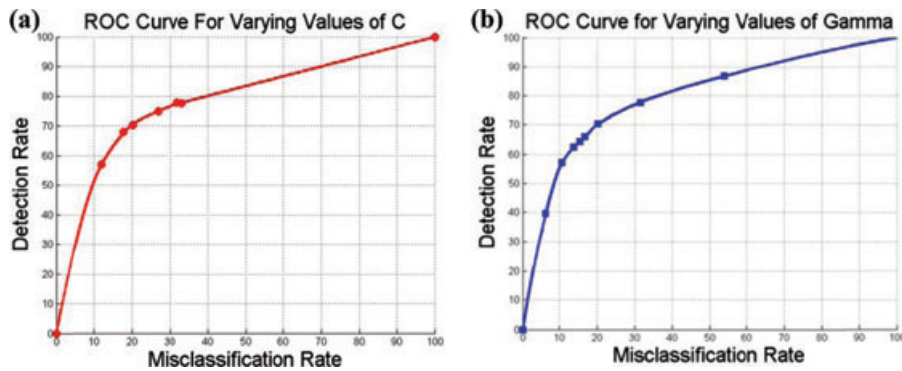 (a) ROC Curve For Varying Values of C
100
90
80
70
60
50
40
30
20
10
0
Detection Rate
0 10 20 30 40 50 60 70 80 90 100
Misclassification Rate
(b) ROC Curve for Varying Values of Gamma
100
90
80
70
60
50
40
30
20
10
0
Detection Rate
0 10 20 30 40 50 60 70 80 90 100
Misclassification Rate